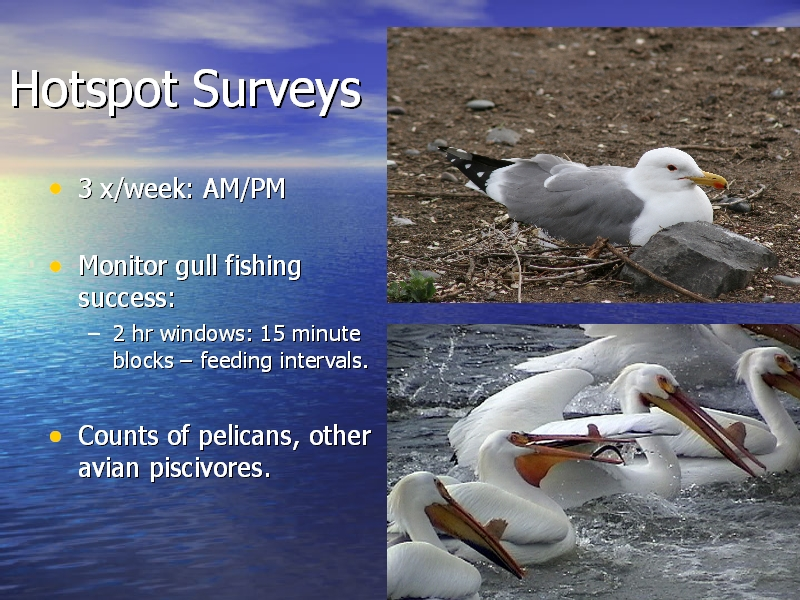 Hotspot Surveys
• 3 x/week: AM/PM
• Monitor gull fishing
success:
– 2 hr windows: 15 minute
blocks – feeding intervals.
• Counts of pelicans, other
avian piscivores.